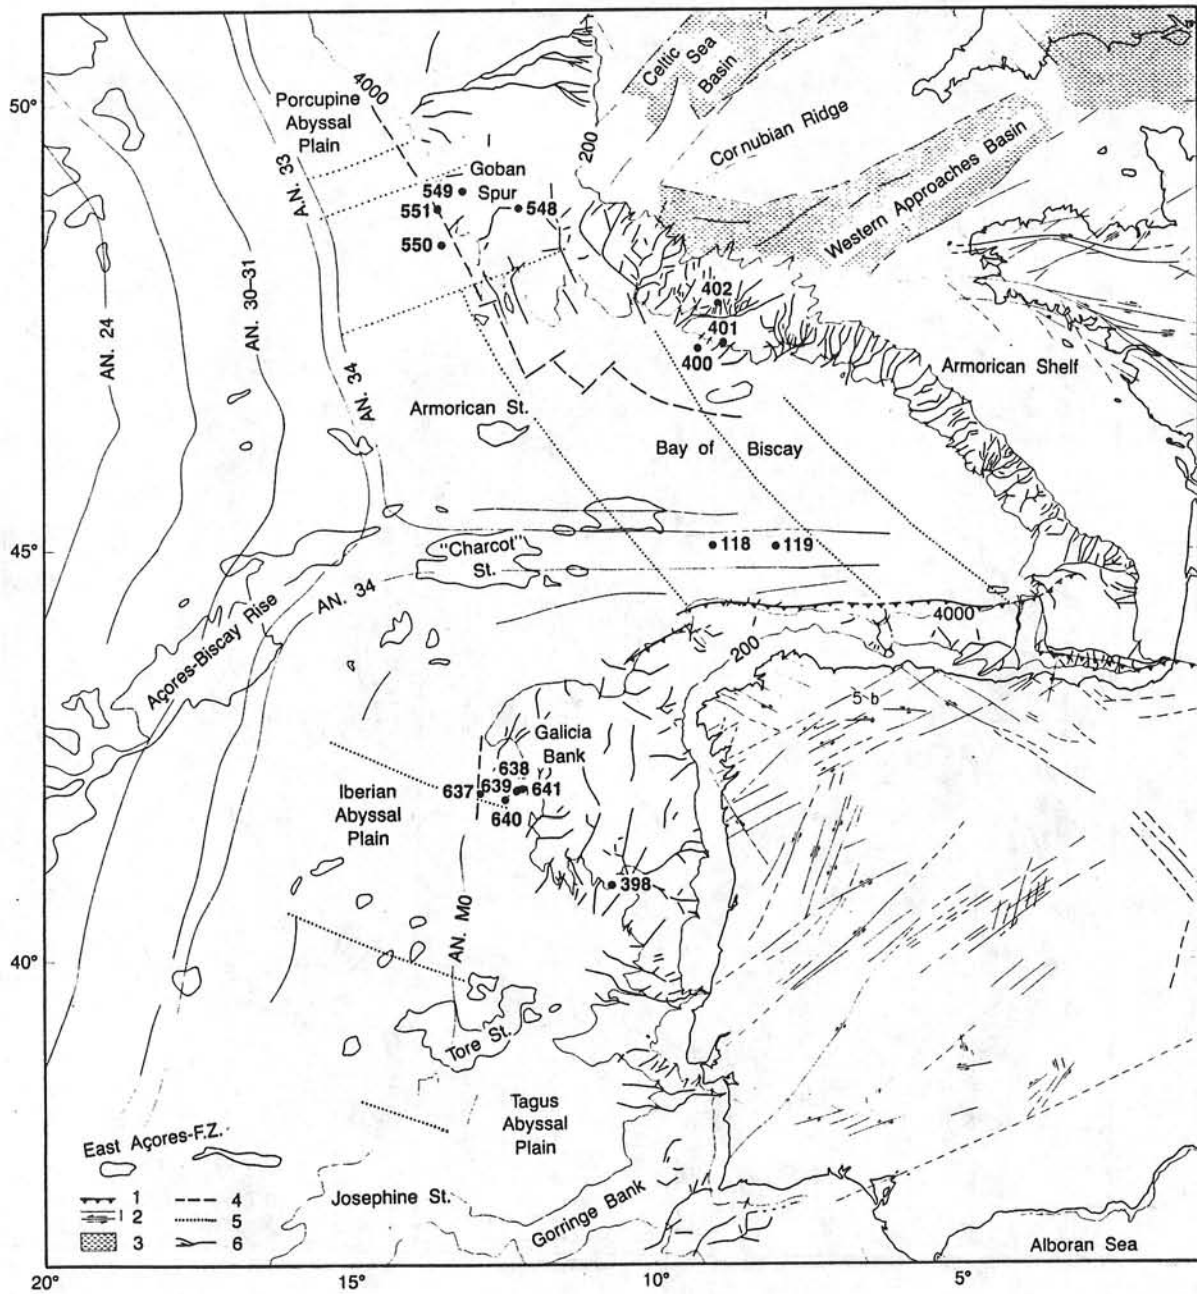 Celtic
Sea
Basin
50°
4000
Porcupine
Abyssal
Plain
200
Cornubian Ridge
Western Approaches Basin
A.N. 33
Goban
Spur
549
551
548
550
AN. 24
AN. 30-31
402
401
400
AN. 34
Armorican Shelf
Armorican St.
Bay of Biscay
118
119
45°
"Charcot"
St.
AN. 34
4000
200
Açores-Biscay Rise
5-b
Galicia
Bank
638
637
639
641
640
Iberian
Abyssal
Plain
398
AN. M0
40°
Tore St.
Tagus
Abyssal
Plain
East Açores-F.Z.
Josephine St.
Gorringe Bank
Alboran Sea
1
2
3
4
5
6
20°
15°
10°
5°